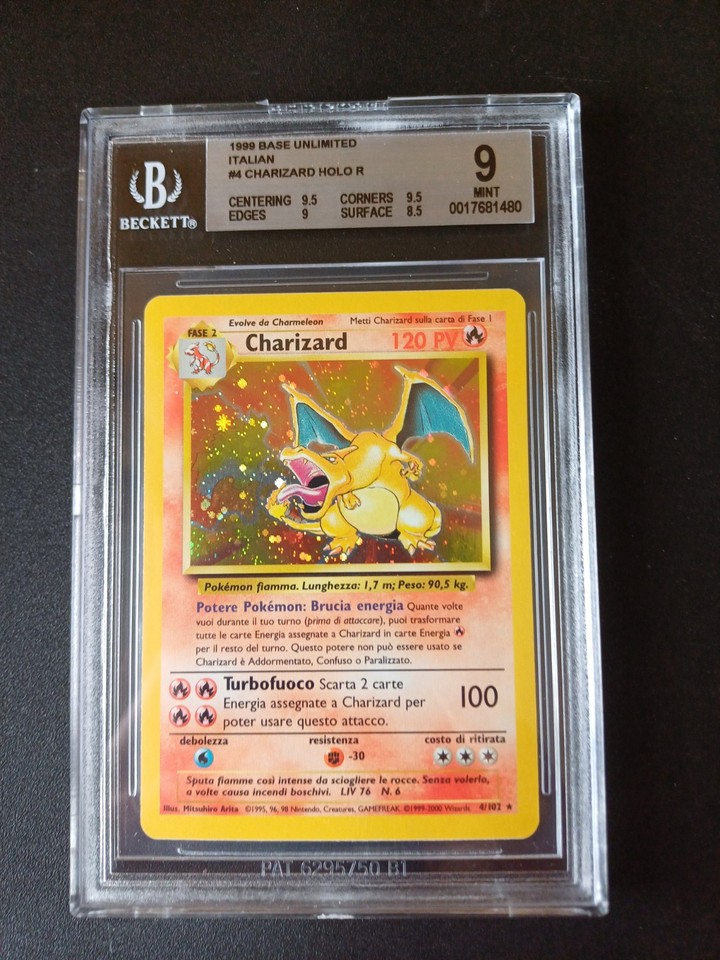 1999 BASE UNLIMITED
ITALIAN
#4 CHARIZARD HOLO R
CENTERING 9.5 CORNERS 9.5
EDGES 9 SURFACE 8.5
9
MINT
0017681480
B
BECKETT®
Evolve da Charmeleon Metti Charizard sulla carta di Fase 1
FASE 2
Charizard 120 PV
Pokémon fiamma. Lunghezza: 1,7 m; Peso: 90,5 kg.
Potere Pokémon: Brucia energia Quante volte
vuoi durante il tuo turno (prima di attaccare), puoi trasformare
tutte le carte Energia assegnate a Charizard in carte Energia
per il resto del turno. Questo potere non può essere usato se
Charizard è Addormentato, Confuso o Paralizzato.
Turbofuoco Scarta 2 carte
Energia assegnate a Charizard per
poter usare questo attacco.
100
debolezza resistenza costo di ritirata
-30
Sputa fiamme così intense da sciogliere le rocce. Senza volerlo,
a volte causa incendi boschivi. LIV 76 N. 6
Illus. Mitsuhiro Arita ©1995, 96, 98 Nintendo, Creatures, GAMEFREAK. ©1999-2000 Wizards. 4/102 ★
PAT 6295750 B1